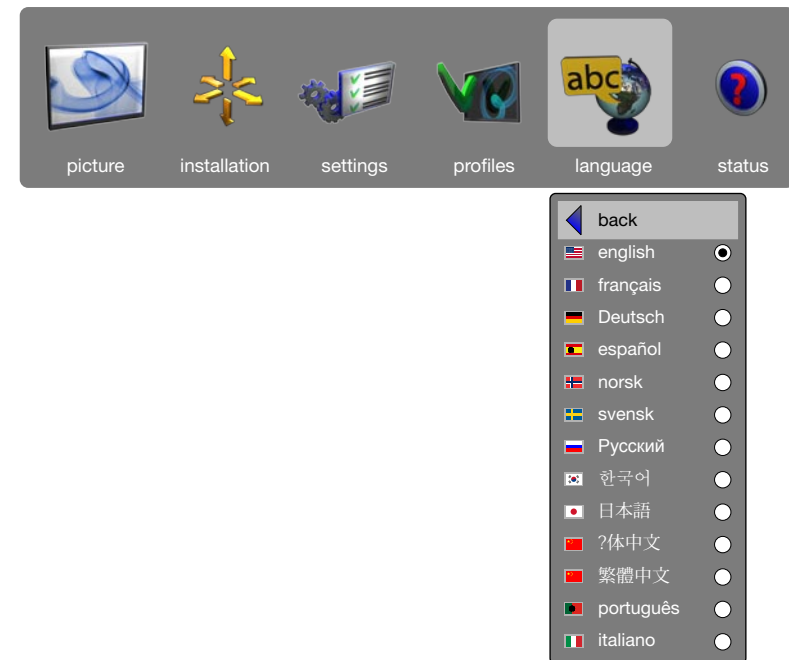 abc
picture installation settings profiles language status
back
english
français
Deutsch
español
norsk
svensk
Русский
한국어
日本語
?体中文
繁體中文
português
italiano